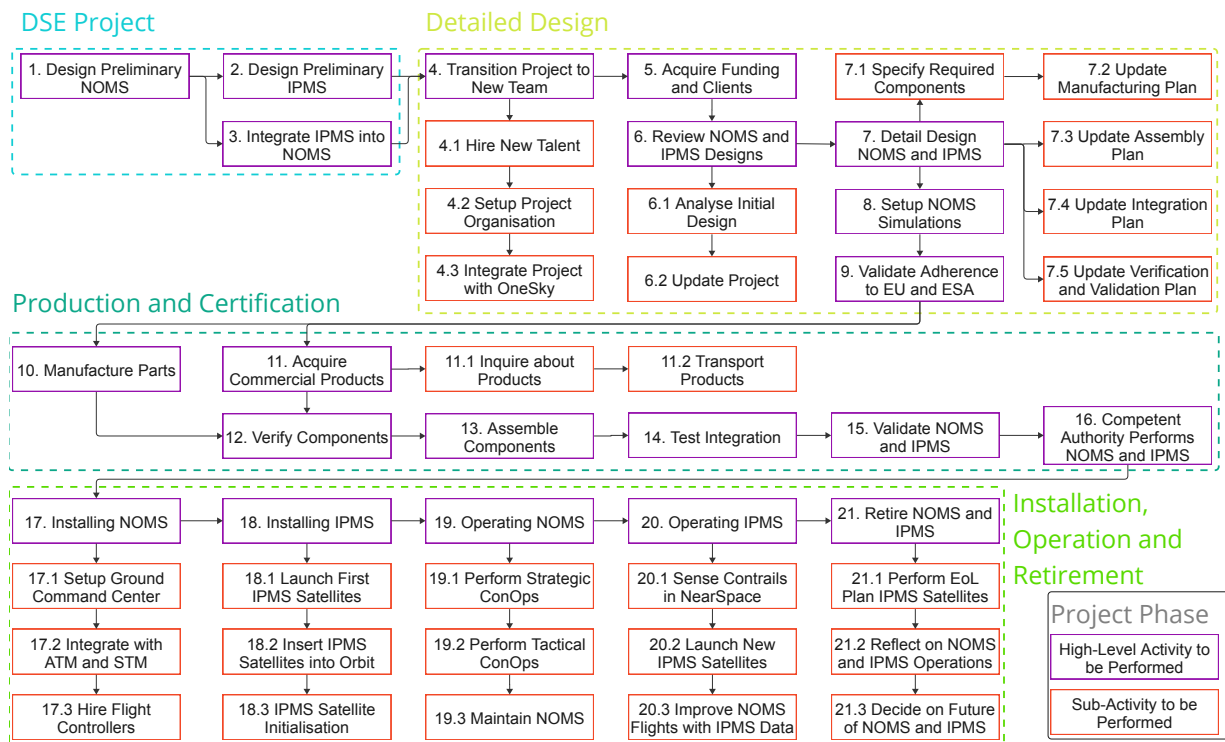 DSE Project
Detailed Design
1. Design Preliminary
NOMS
2. Design Preliminary
IPMS
3. Integrate IPMS into
NOMS
4. Transition Project to
New Team
4.1 Hire New Talent
4.2 Setup Project
Organisation
4.3 Integrate Project
with OneSky
5. Acquire Funding
and Clients
6. Review NOMS and
IPMS Designs
6.1 Analyse Initial
Design
6.2 Update Project
7.1 Specify Required
Components
7. Detail Design
NOMS and IPMS
8. Setup NOMS
Simulations
9. Validate Adherence
to EU and ESA
7.2 Update
Manufacturing Plan
7.3 Update Assembly
Plan
7.4 Update Integration
Plan
7.5 Update Verification
and Validation Plan
Production and Certification
10. Manufacture Parts
11. Acquire
Commercial Products
11.1 Inquire about
Products
11.2 Transport
Products
12. Verify Components
13. Assemble
Components
14. Test Integration
15. Validate NOMS
and IPMS
16. Competent
Authority Performs
NOMS and IPMS
Installation,
Operation and
Retirement
17. Installing NOMS
17.1 Setup Ground
Command Center
17.2 Integrate with
ATM and STM
17.3 Hire Flight
Controllers
18. Installing IPMS
18.1 Launch First
IPMS Satellites
18.2 Insert IPMS
Satellites into Orbit
18.3 IPMS Satellite
Initialisation
19. Operating NOMS
19.1 Perform Strategic
ConOps
19.2 Perform Tactical
ConOps
19.3 Maintain NOMS
20. Operating IPMS
20.1 Sense Contrails
in NearSpace
20.2 Launch New
IPMS Satellites
20.3 Improve NOMS
Flights with IPMS Data
21. Retire NOMS and
IPMS
21.1 Perform EoL
Plan IPMS Satellites
21.2 Reflect on NOMS
and IPMS Operations
21.3 Decide on Future
of NOMS and IPMS
Project Phase
High-Level Activity to
be Performed
Sub-Activity to be
Performed